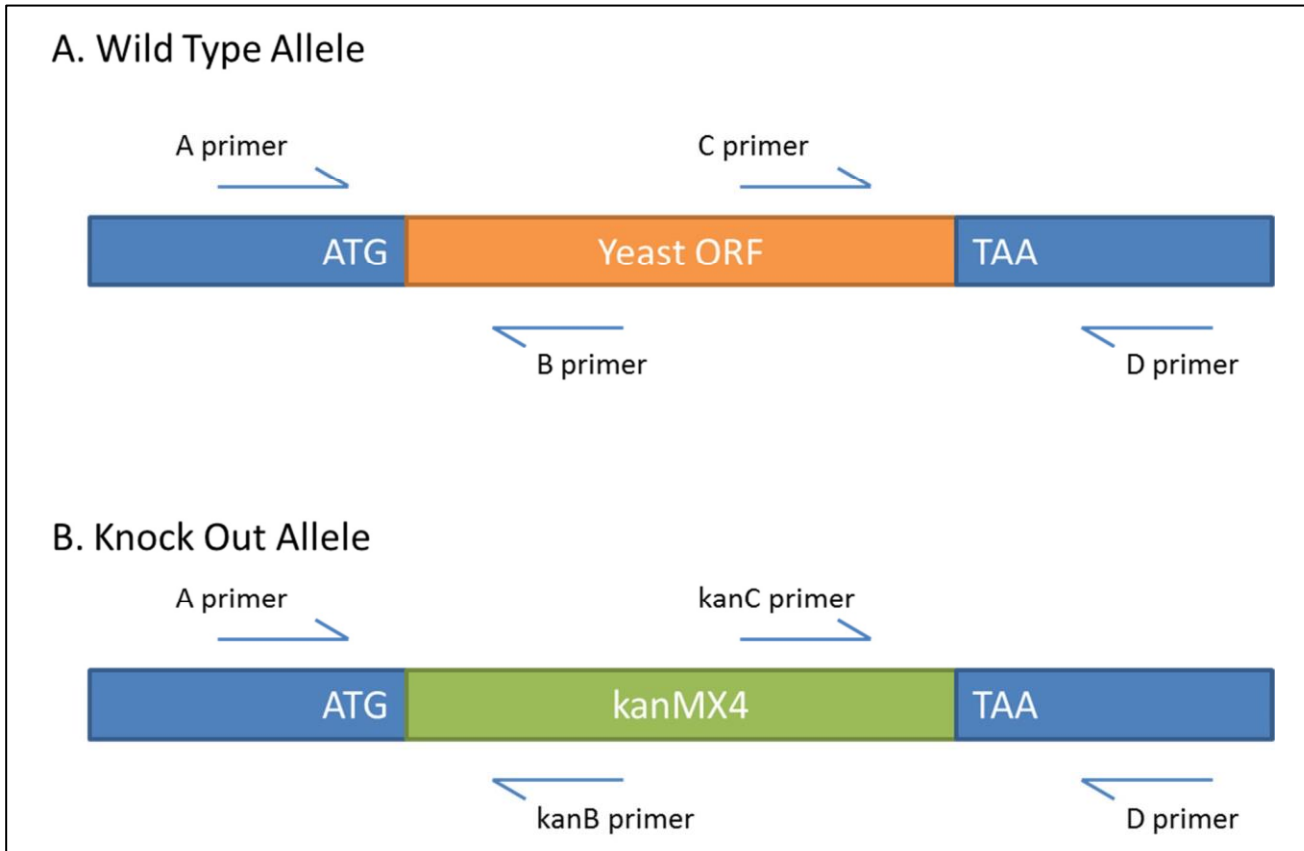 A. Wild Type Allele
A primer
C primer
ATG
Yeast ORF
TAA
B primer
D primer
B. Knock Out Allele
A primer
kanC primer
ATG
kanMX4
TAA
kanB primer
D primer